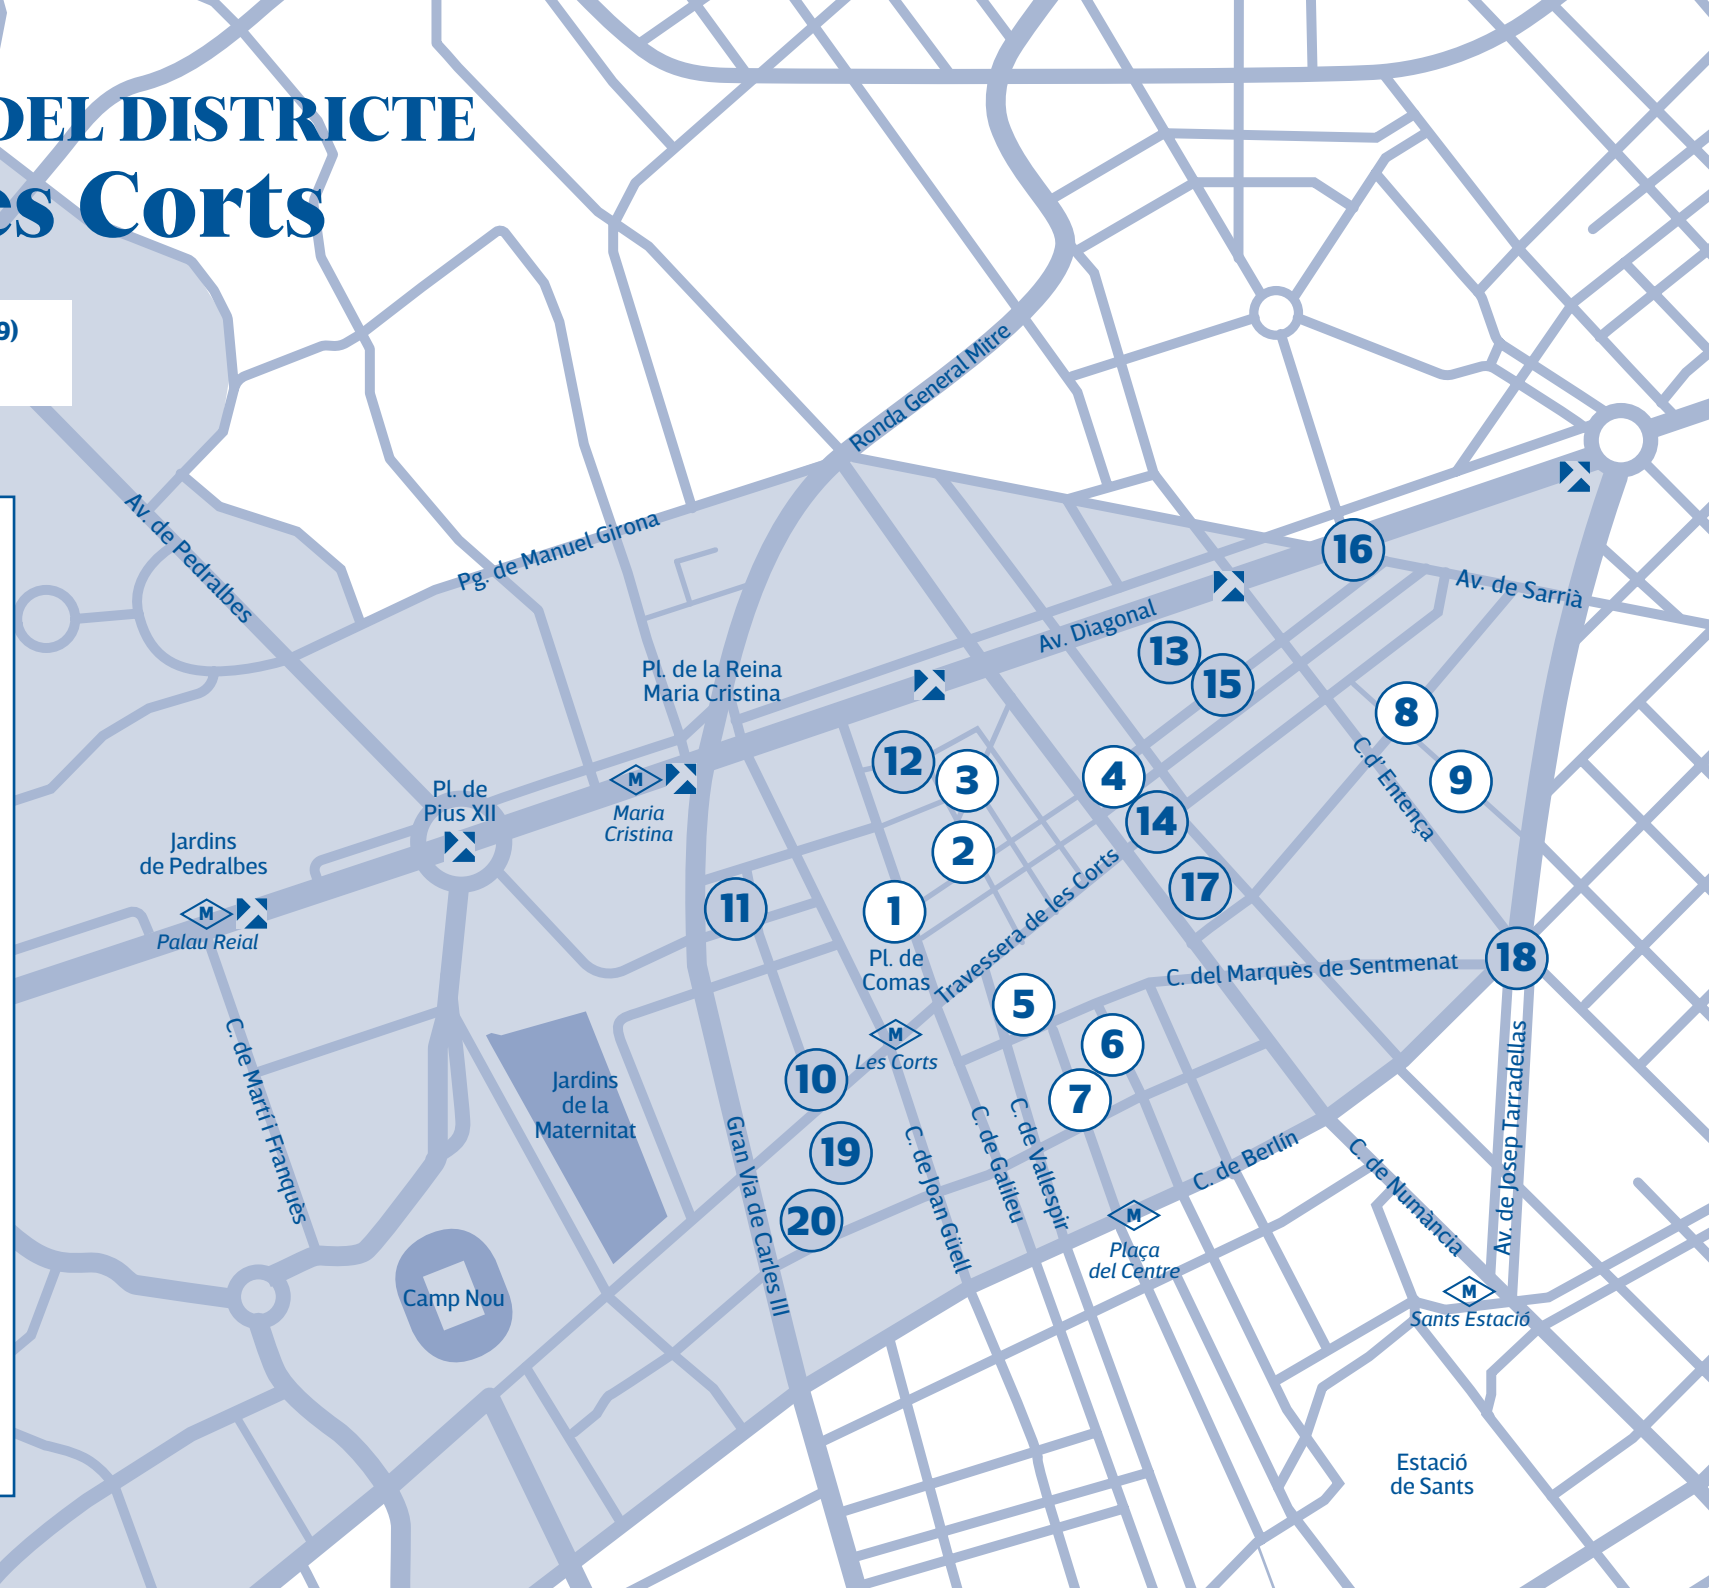 DEL DISTRICTE
es Corts
9)
Ronda General Mitre
Av. de Pedralbes
Pg. de Manuel Girona
16
Av. de Sarrià
Av. Diagonal
13
15
Pl. de la Reina
Maria Cristina
8
12
3
4
9
C.d' Entença
M
Maria
Cristina
Pl. de
Pius XII
14
2
Jardins
de Pedralbes
17
11
1
M
Palau Reial
Pl. de
Comas
Travessera de les Corts
18
C. del Marquès de Sentmenat
5
M
Les Corts
6
10
7
C. de Martí i Franquès
Jardins
de la
Maternitat
Av. de Josep Tarradellas
19
Gran Via de Carles III
C. de Joan Güell
C. de Galileu
C. de Vallespir
C. de Berlín
C. de Numància
20
M
Plaça
del Centre
Camp Nou
M
Sants Estació
Estació
de Sants